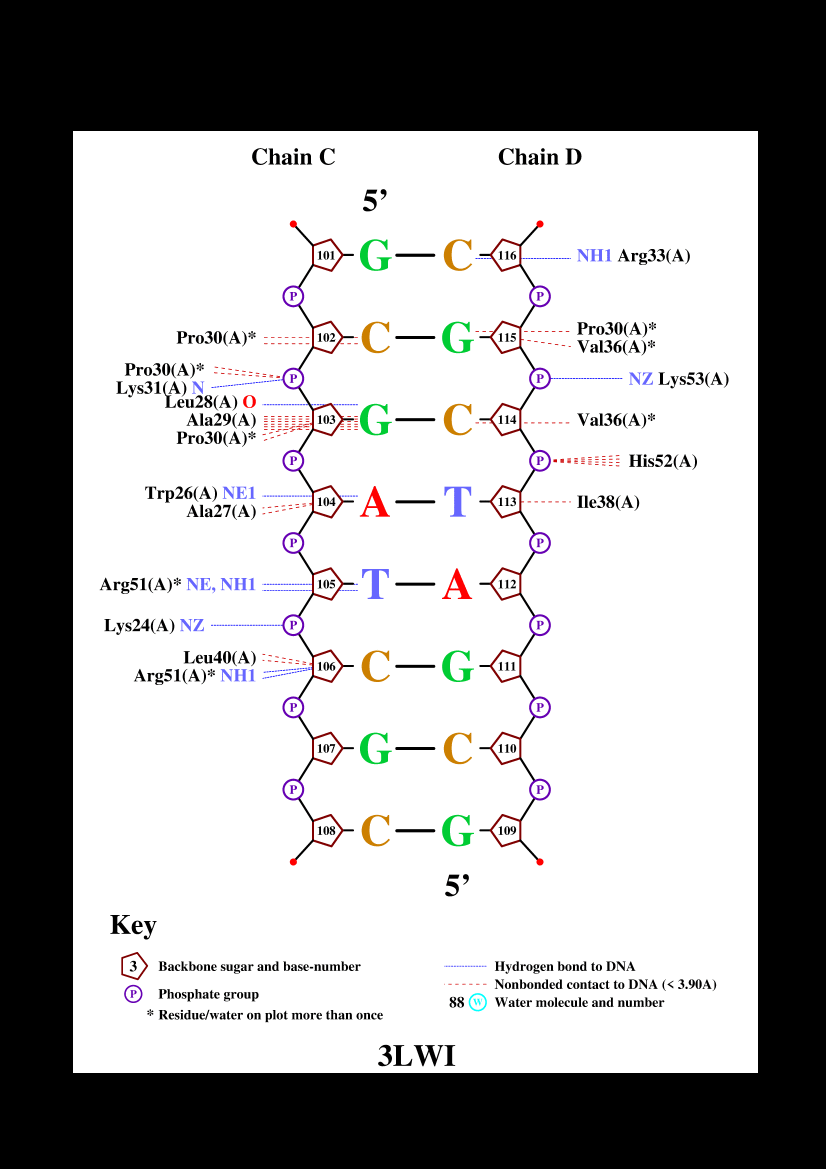 Chain C Chain D
5’
101 G C 116 NH1 Arg33(A)
P P
Pro30(A)* 102 C G 115 Pro30(A)*
Val36(A)*
Pro30(A)*
Lys31(A) N P P NZ Lys53(A)
Leu28(A) O
Ala29(A) 103 G C 114 Val36(A)*
Pro30(A)*
P P His52(A)
Trp26(A) NE1 104 A T 113 Ile38(A)
Ala27(A)
P P
Arg51(A)* NE, NH1 105 T A 112
Lys24(A) NZ P P
Leu40(A) 106 C G 111
Arg51(A)* NH1
P P
107 G C 110
P P
108 C G 109
5’
Key
3 Backbone sugar and base-number
P Phosphate group
* Residue/water on plot more than once
Hydrogen bond to DNA
Nonbonded contact to DNA (< 3.90A)
88 W Water molecule and number
3LWI